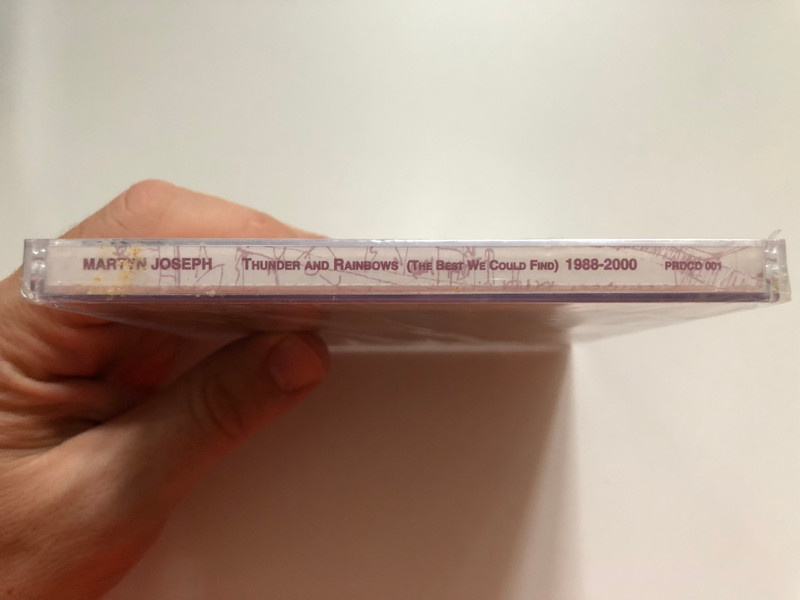 MARTYN JOSEPH THUNDER AND RAINBOWS (THE BEST WE COULD FIND) 1988-2000 PRDCD 001